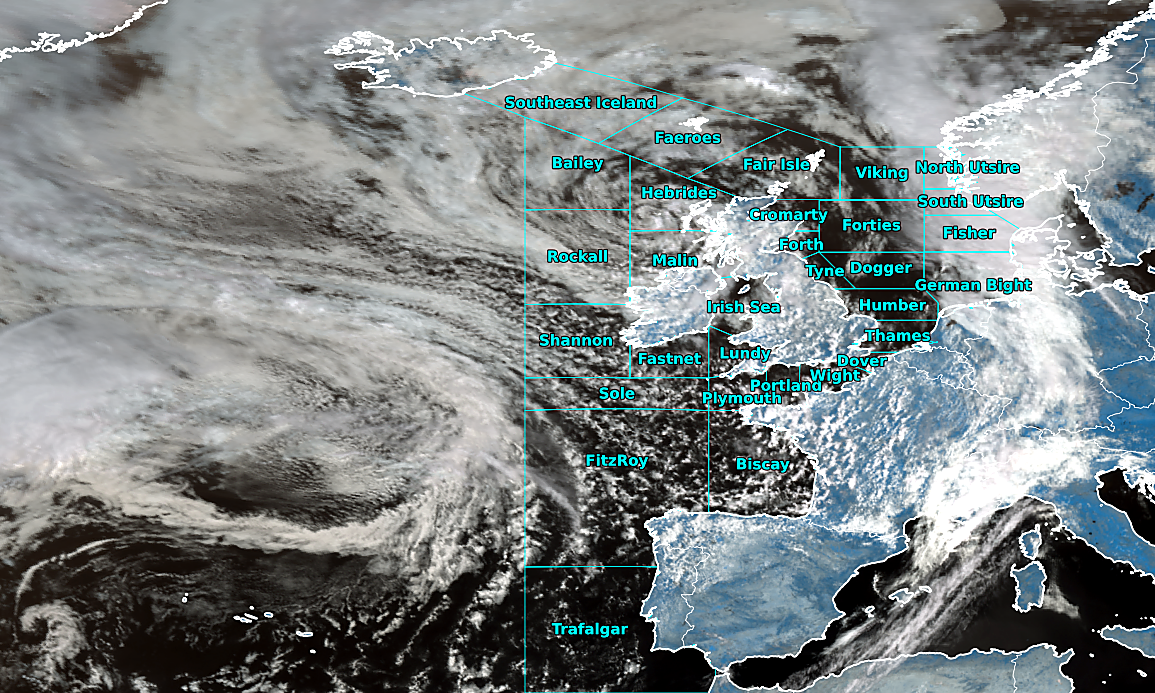 Southeast Iceland
Faeroes
Bailey
Fair Isle
North Utsire
Viking
Hebrides
South Utsire
Cromarty
Forties
Fisher
Forth
Rockall
Malin
Tyne
Dogger
German Bight
Irish Sea
Humber
Thames
Shannon
Fastnet
Lundy
Dover
Wight
Portland
Sole
Plymouth
FitzRoy
Biscay
Trafalgar